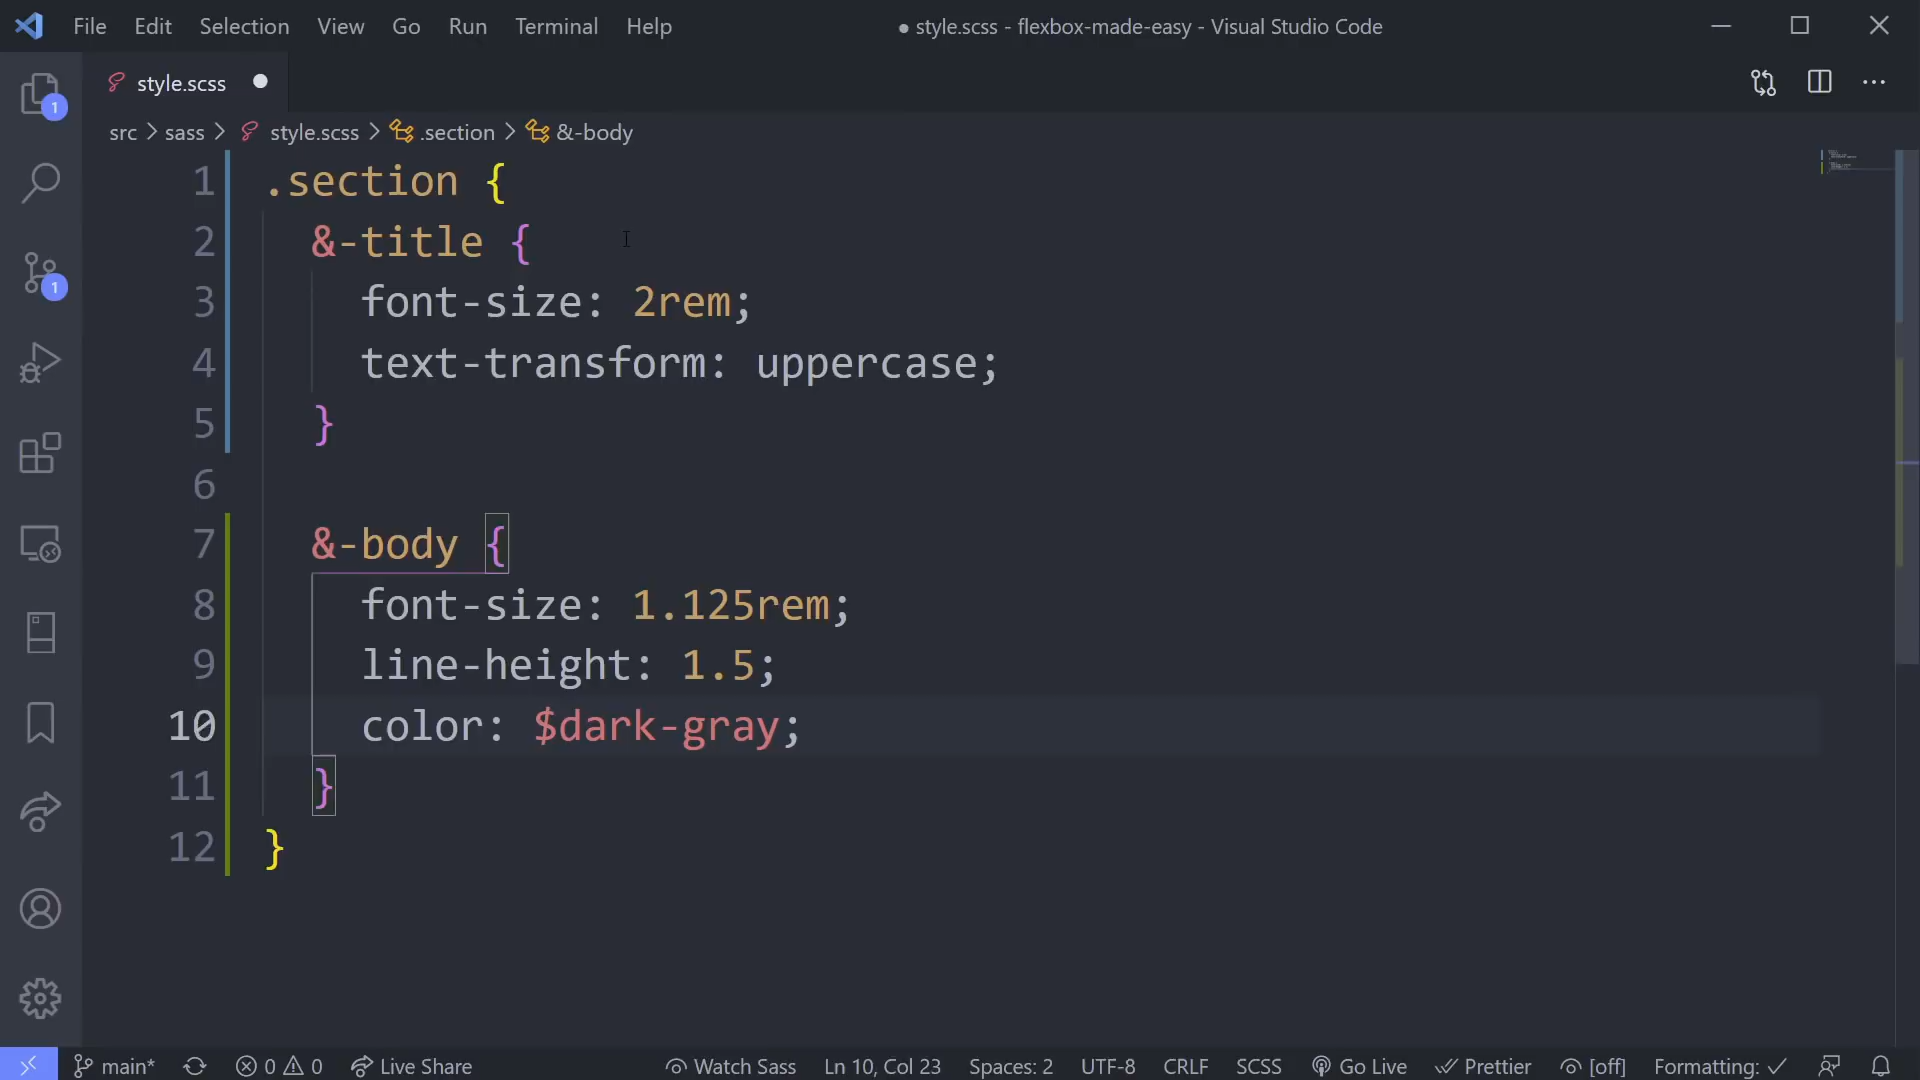 File Edit Selection View Go Run Terminal Help ● style.scss - flexbox-made-easy - Visual Studio Code
style.scss
1
src > sass > style.scss > .section > &-body
1 .section {
2 &-title {
3 font-size: 2rem;
4 text-transform: uppercase;
5 }
6
7 &-body {
8 font-size: 1.125rem;
9 line-height: 1.5;
10 color: $dark-gray;
11 }
12 }
1
main* 0 0 Live Share Watch Sass Ln 10, Col 23 Spaces: 2 UTF-8 CRLF SCSS Go Live Prettier [off] Formatting: ✓